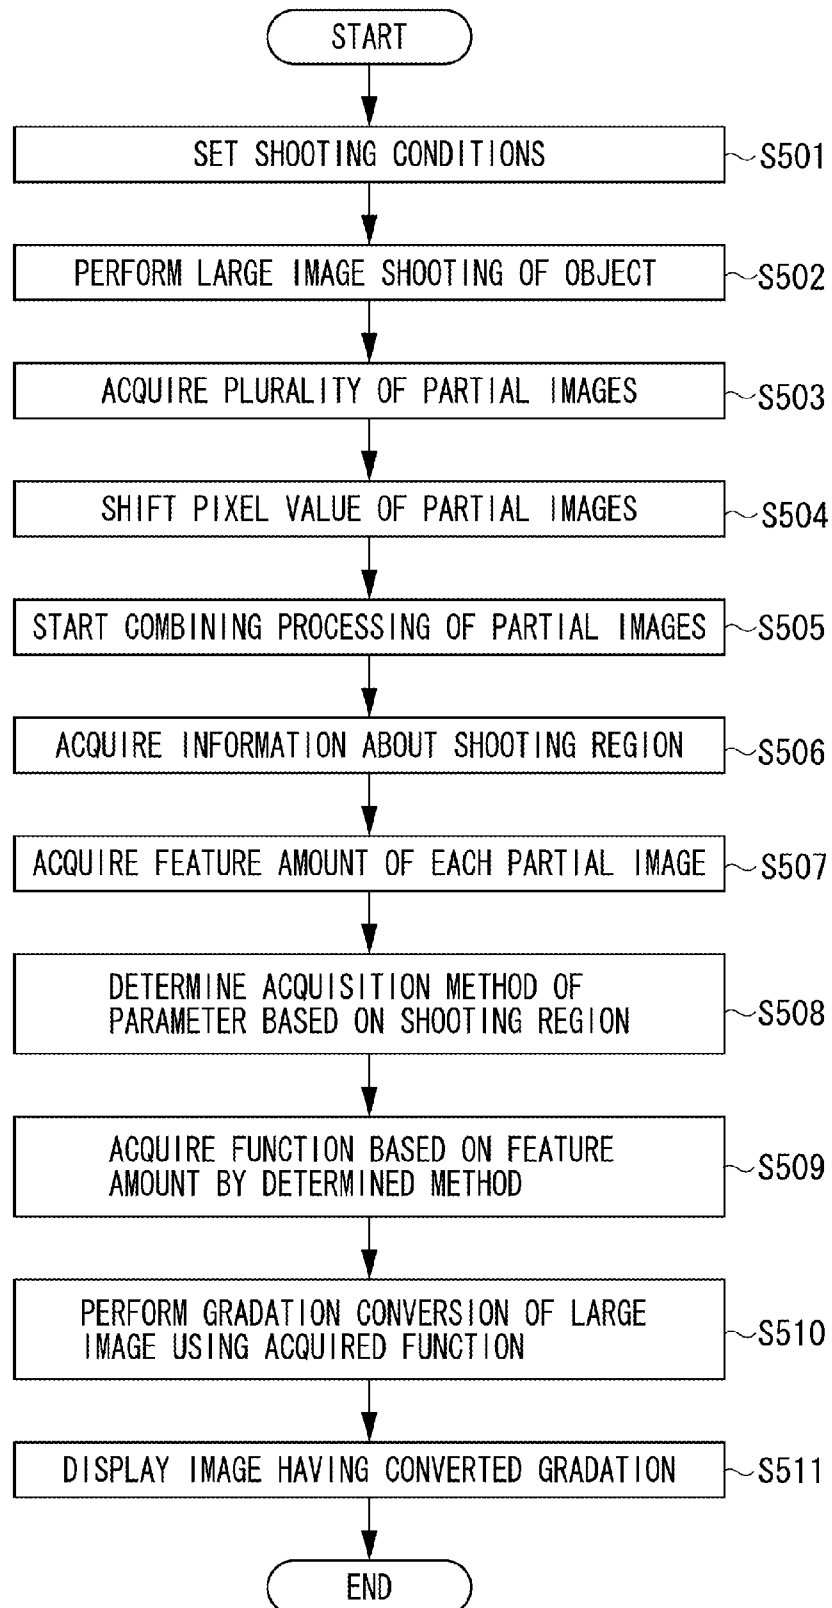 START
SET SHOOTING CONDITIONS
S501
PERFORM LARGE IMAGE SHOOTING OF OBJECT
S502
ACQUIRE PLURALITY OF PARTIAL IMAGES
S503
SHIFT PIXEL VALUE OF PARTIAL IMAGES
S504
START COMBINING PROCESSING OF PARTIAL IMAGES
S505
ACQUIRE INFORMATION ABOUT SHOOTING REGION
S506
ACQUIRE FEATURE AMOUNT OF EACH PARTIAL IMAGE
S507
DETERMINE ACQUISITION METHOD OF
PARAMETER BASED ON SHOOTING REGION
S508
ACQUIRE FUNCTION BASED ON FEATURE
AMOUNT BY DETERMINED METHOD
S509
PERFORM GRADATION CONVERSION OF LARGE
IMAGE USING ACQUIRED FUNCTION
S510
DISPLAY IMAGE HAVING CONVERTED GRADATION
S511
END